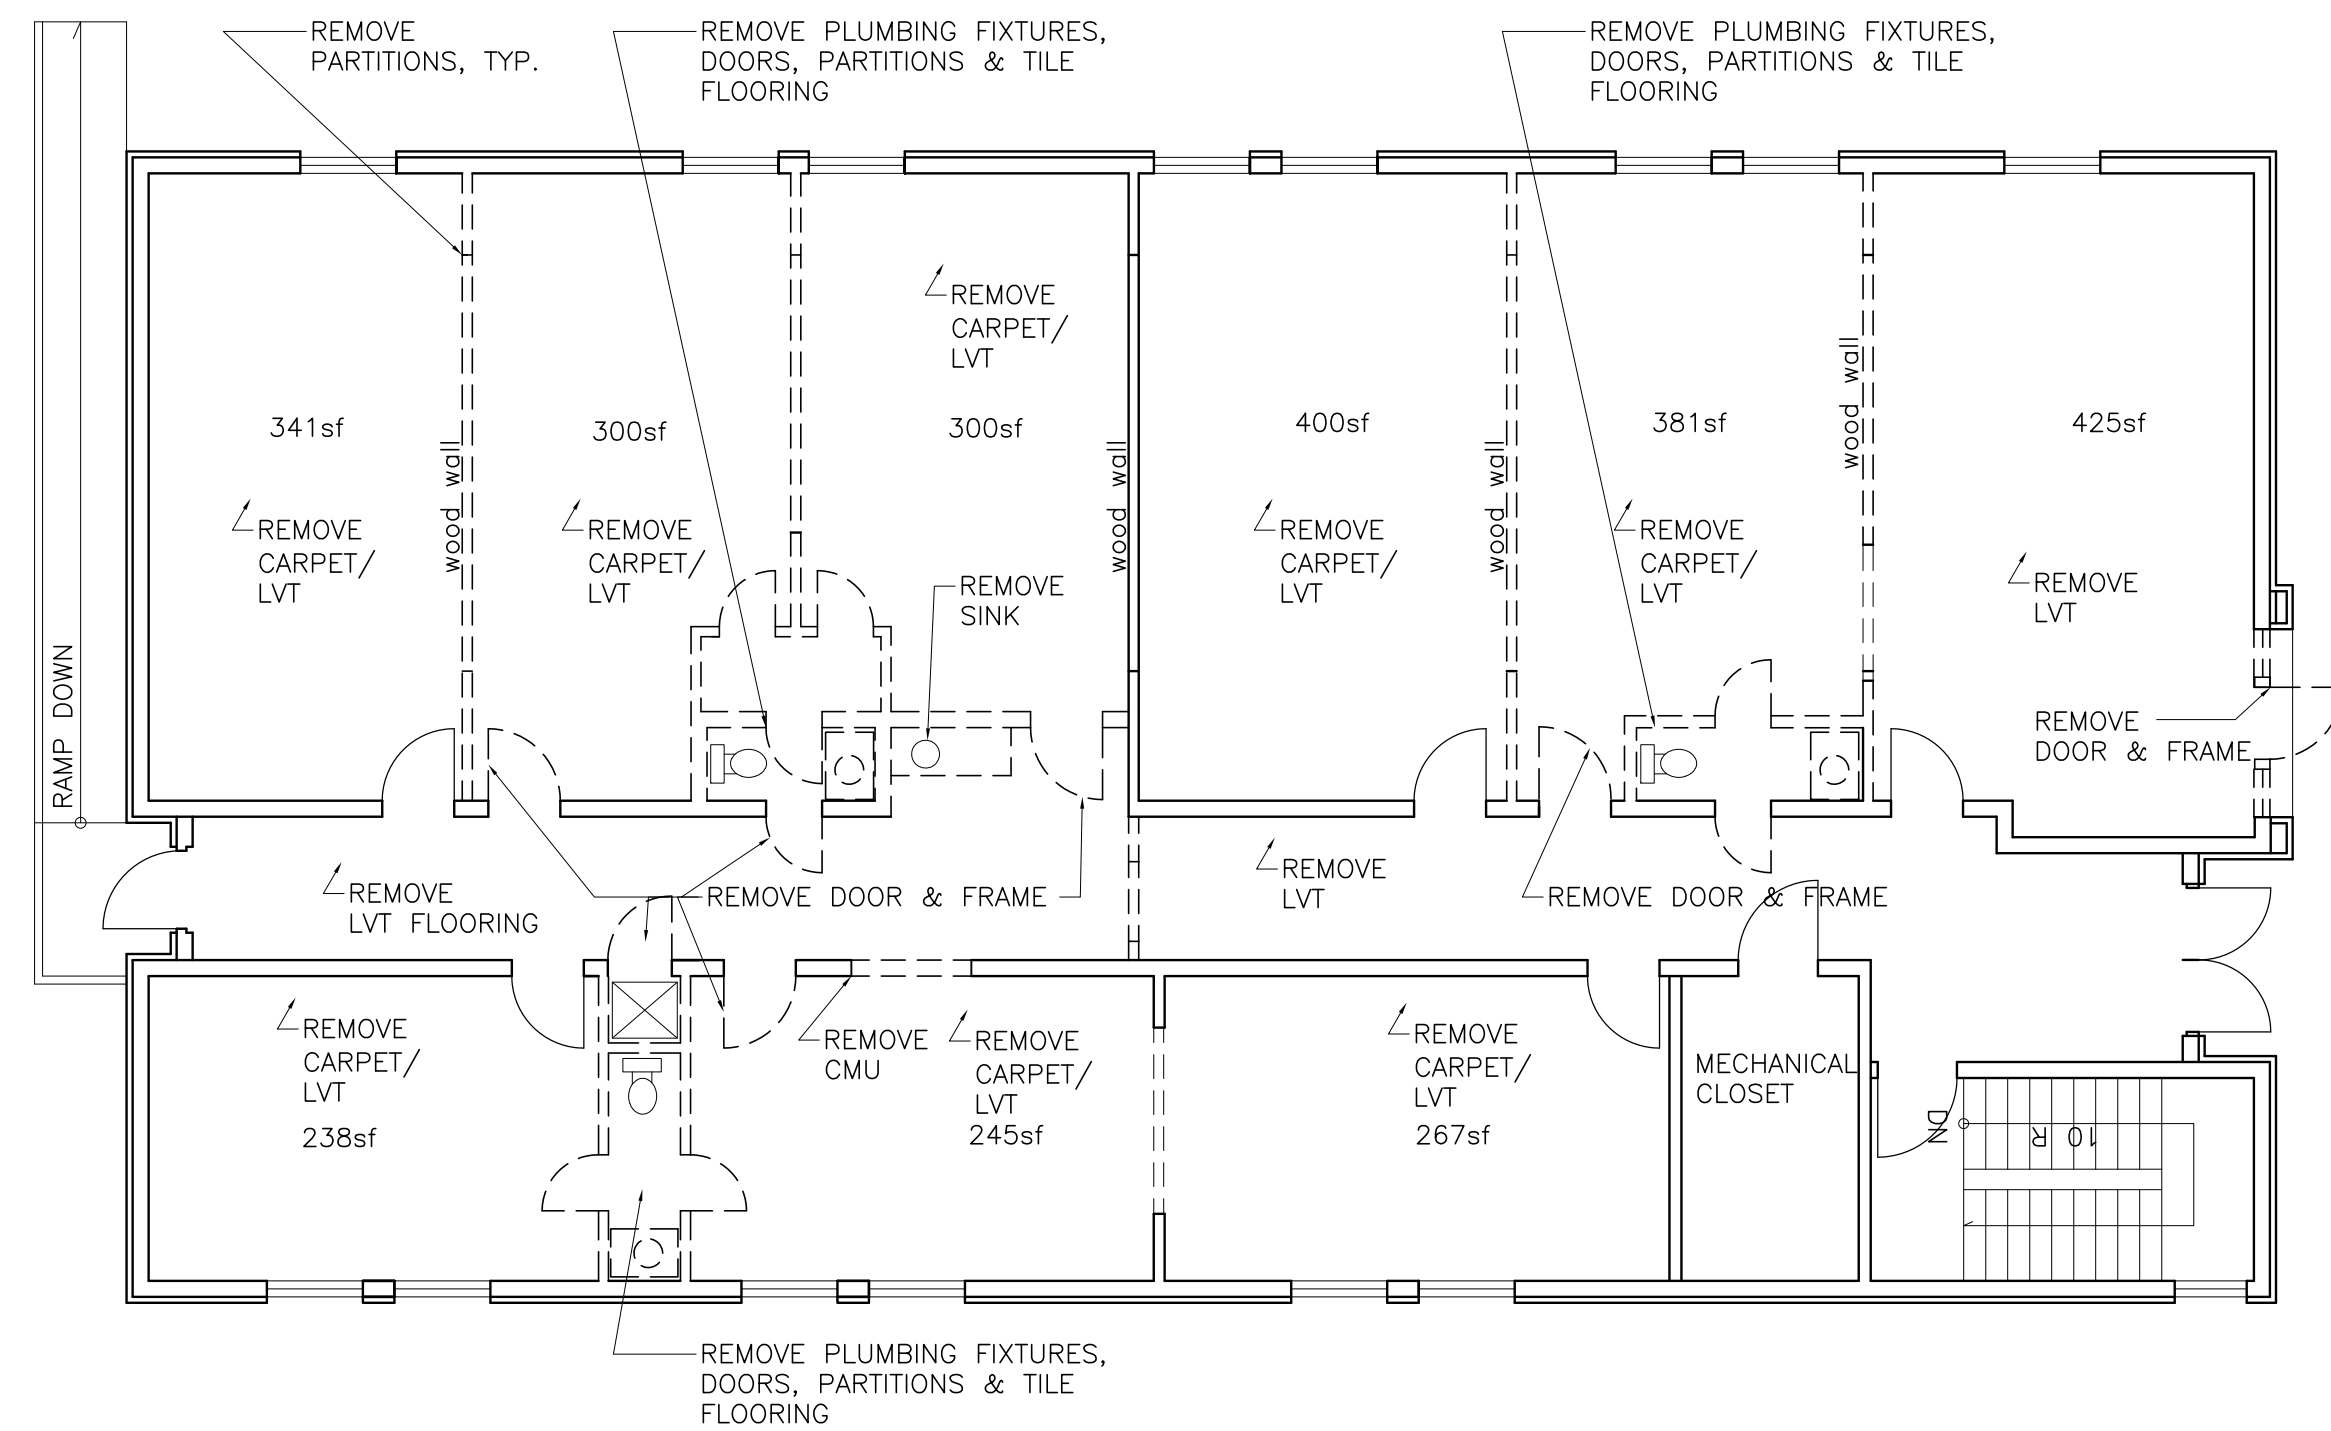 REMOVE
PARTITIONS, TYP.
REMOVE PLUMBING FIXTURES,
DOORS, PARTITIONS & TILE
FLOORING
REMOVE PLUMBING FIXTURES,
DOORS, PARTITIONS & TILE
FLOORING
REMOVE
CARPET/
LVT
341sf
300sf
300sf
400sf
381sf
425sf
wood wall
wood wall
wood wall
wood wall
REMOVE
CARPET/
LVT
REMOVE
CARPET/
LVT
REMOVE
SINK
REMOVE
CARPET/
LVT
REMOVE
CARPET/
LVT
REMOVE
LVT
RAMP DOWN
REMOVE
DOOR & FRAME
REMOVE
LVT FLOORING
REMOVE DOOR & FRAME
REMOVE
LVT
REMOVE DOOR & FRAME
REMOVE
CARPET/
LVT
238sf
REMOVE
CMU
REMOVE
CARPET/
LVT
245sf
REMOVE
CARPET/
LVT
267sf
MECHANICAL
CLOSET
DN
10 R
REMOVE PLUMBING FIXTURES,
DOORS, PARTITIONS & TILE
FLOORING